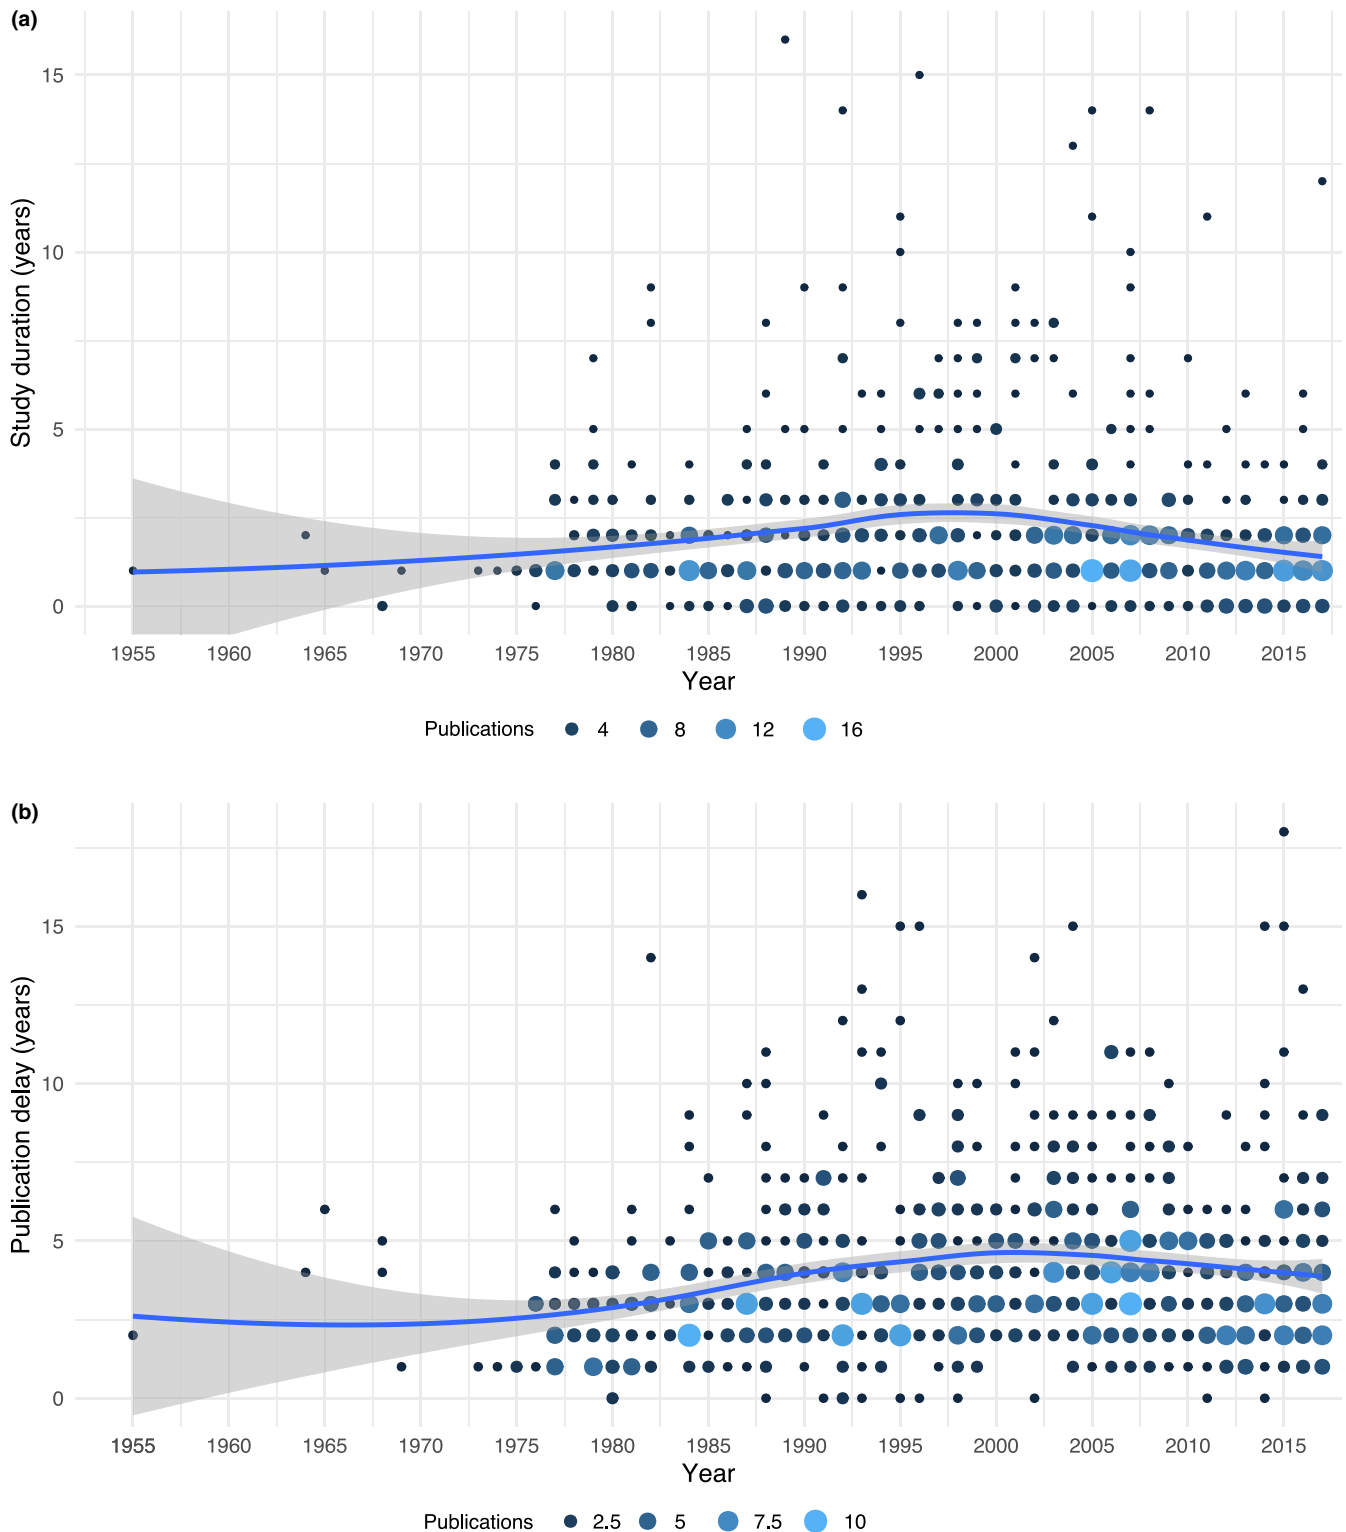 (a)
15
10
5
0
Study duration (years)
1955 1960 1965 1970 1975 1980 1985 1990 1995 2000 2005 2010 2015
Year
Publications 4 8 12 16
(b)
15
10
5
0
Publication delay (years)
1955 1960 1965 1970 1975 1980 1985 1990 1995 2000 2005 2010 2015
Year
Publications 2.5 5 7.5 10